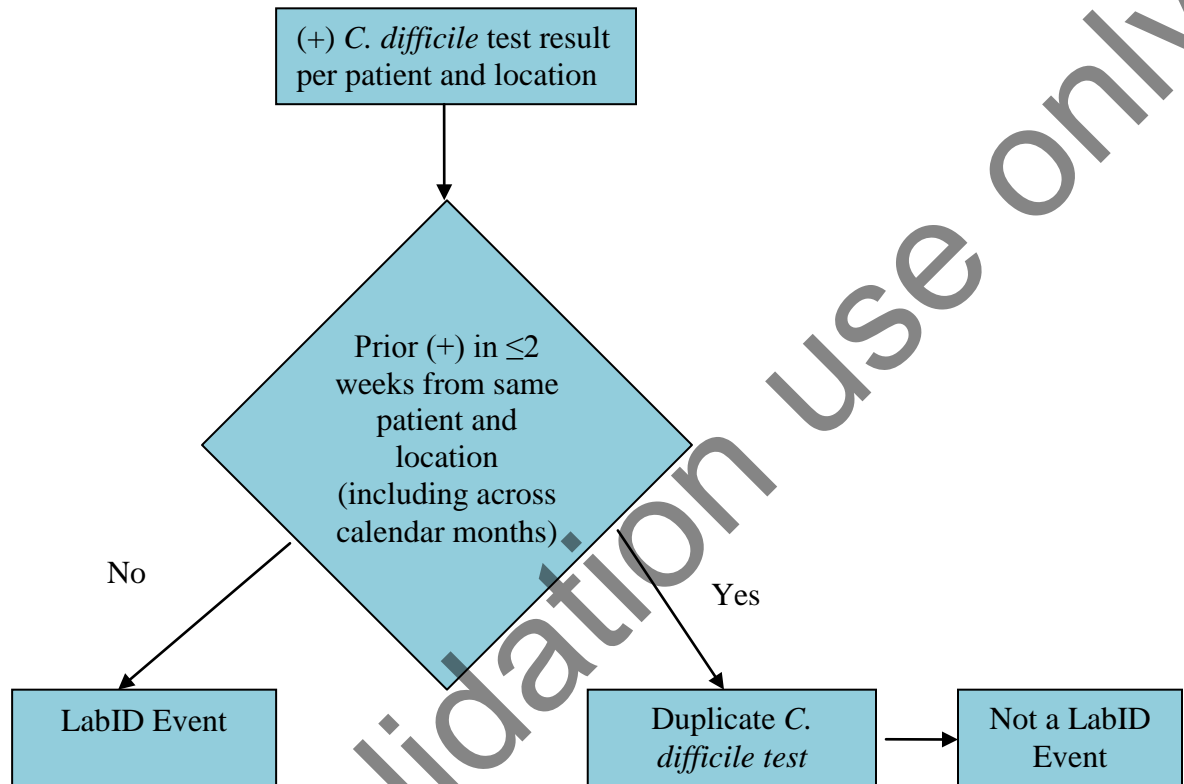 (+) C. difficile test result
per patient and location
Prior (+) in ≤2
weeks from same
patient and
location
(including across
calendar months)
No
Yes
LabID Event
Duplicate C.
difficile test
Not a LabID
Event
lidation use only